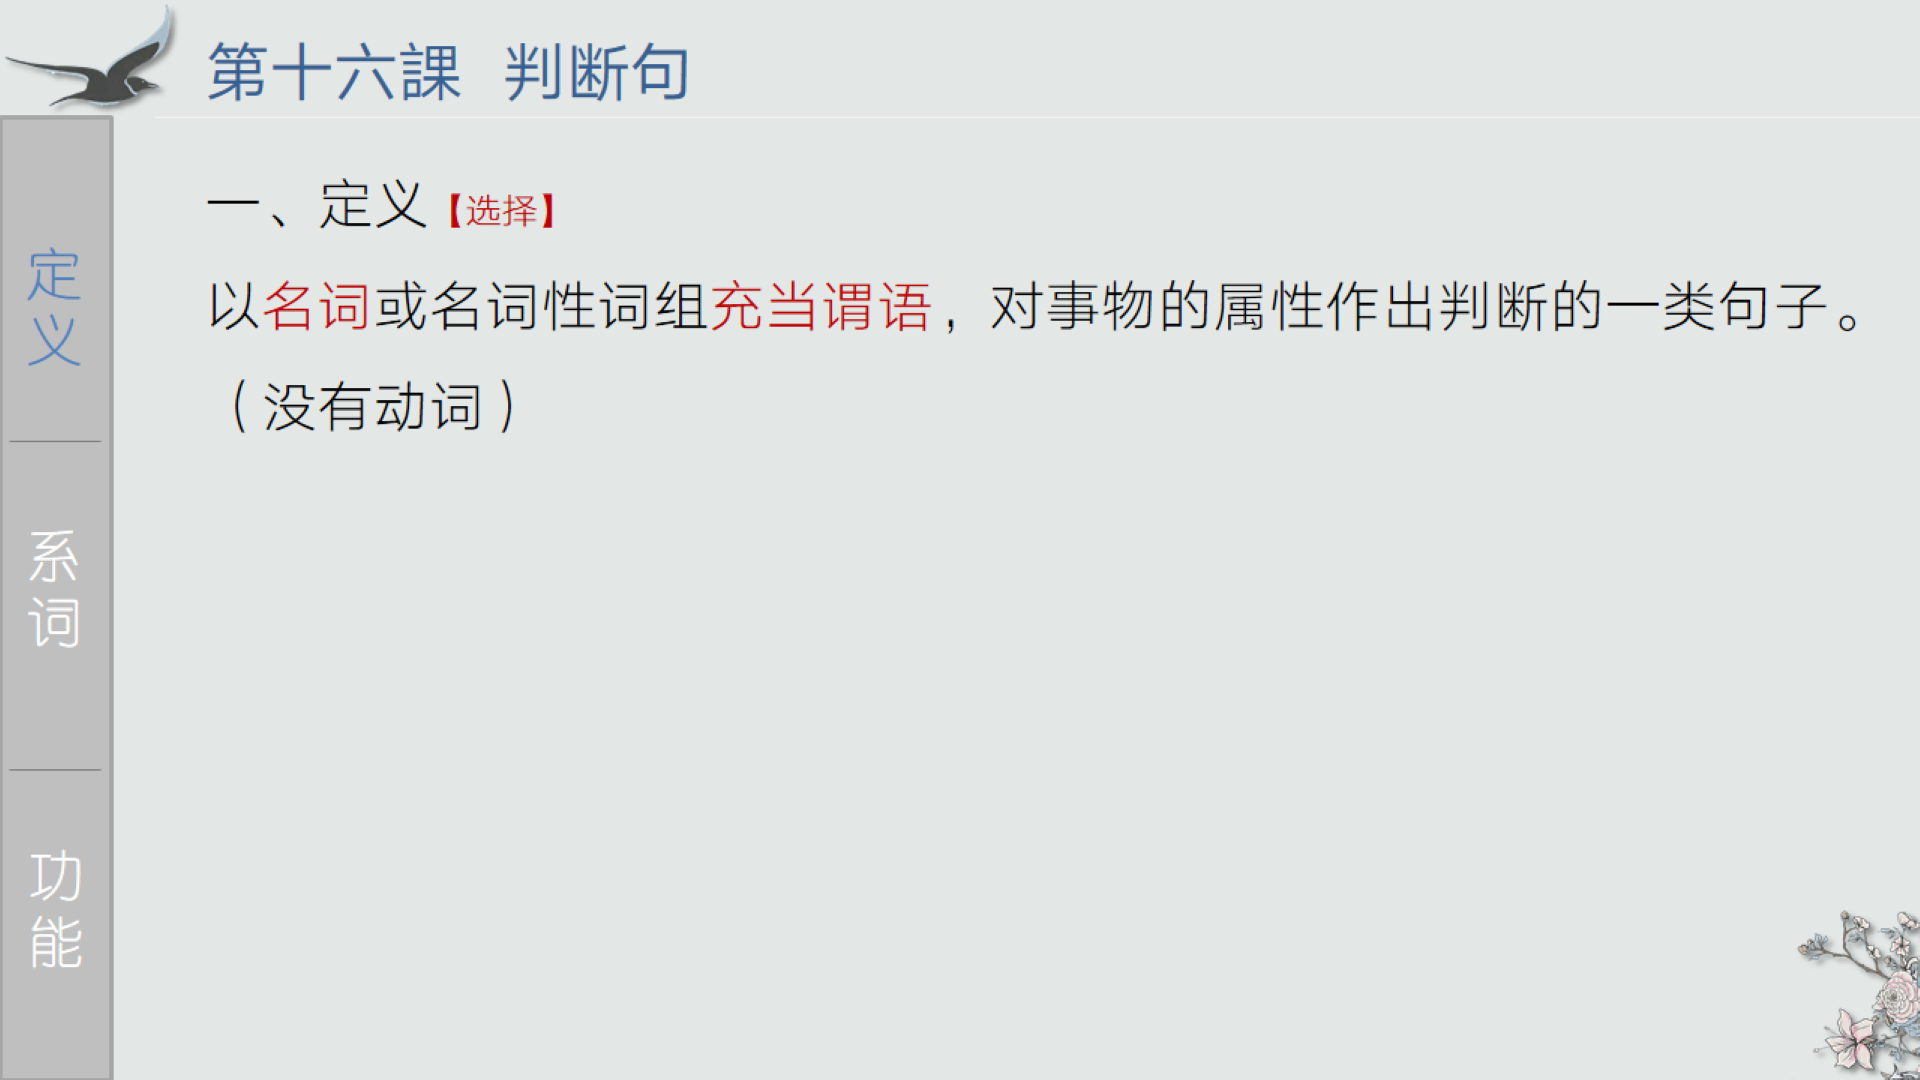 第十六課 判断句
定义
系词
功能
一、定义【选择】
以名词或名词性词组充当谓语，对事物的属性作出判断的一类句子。
（没有动词）